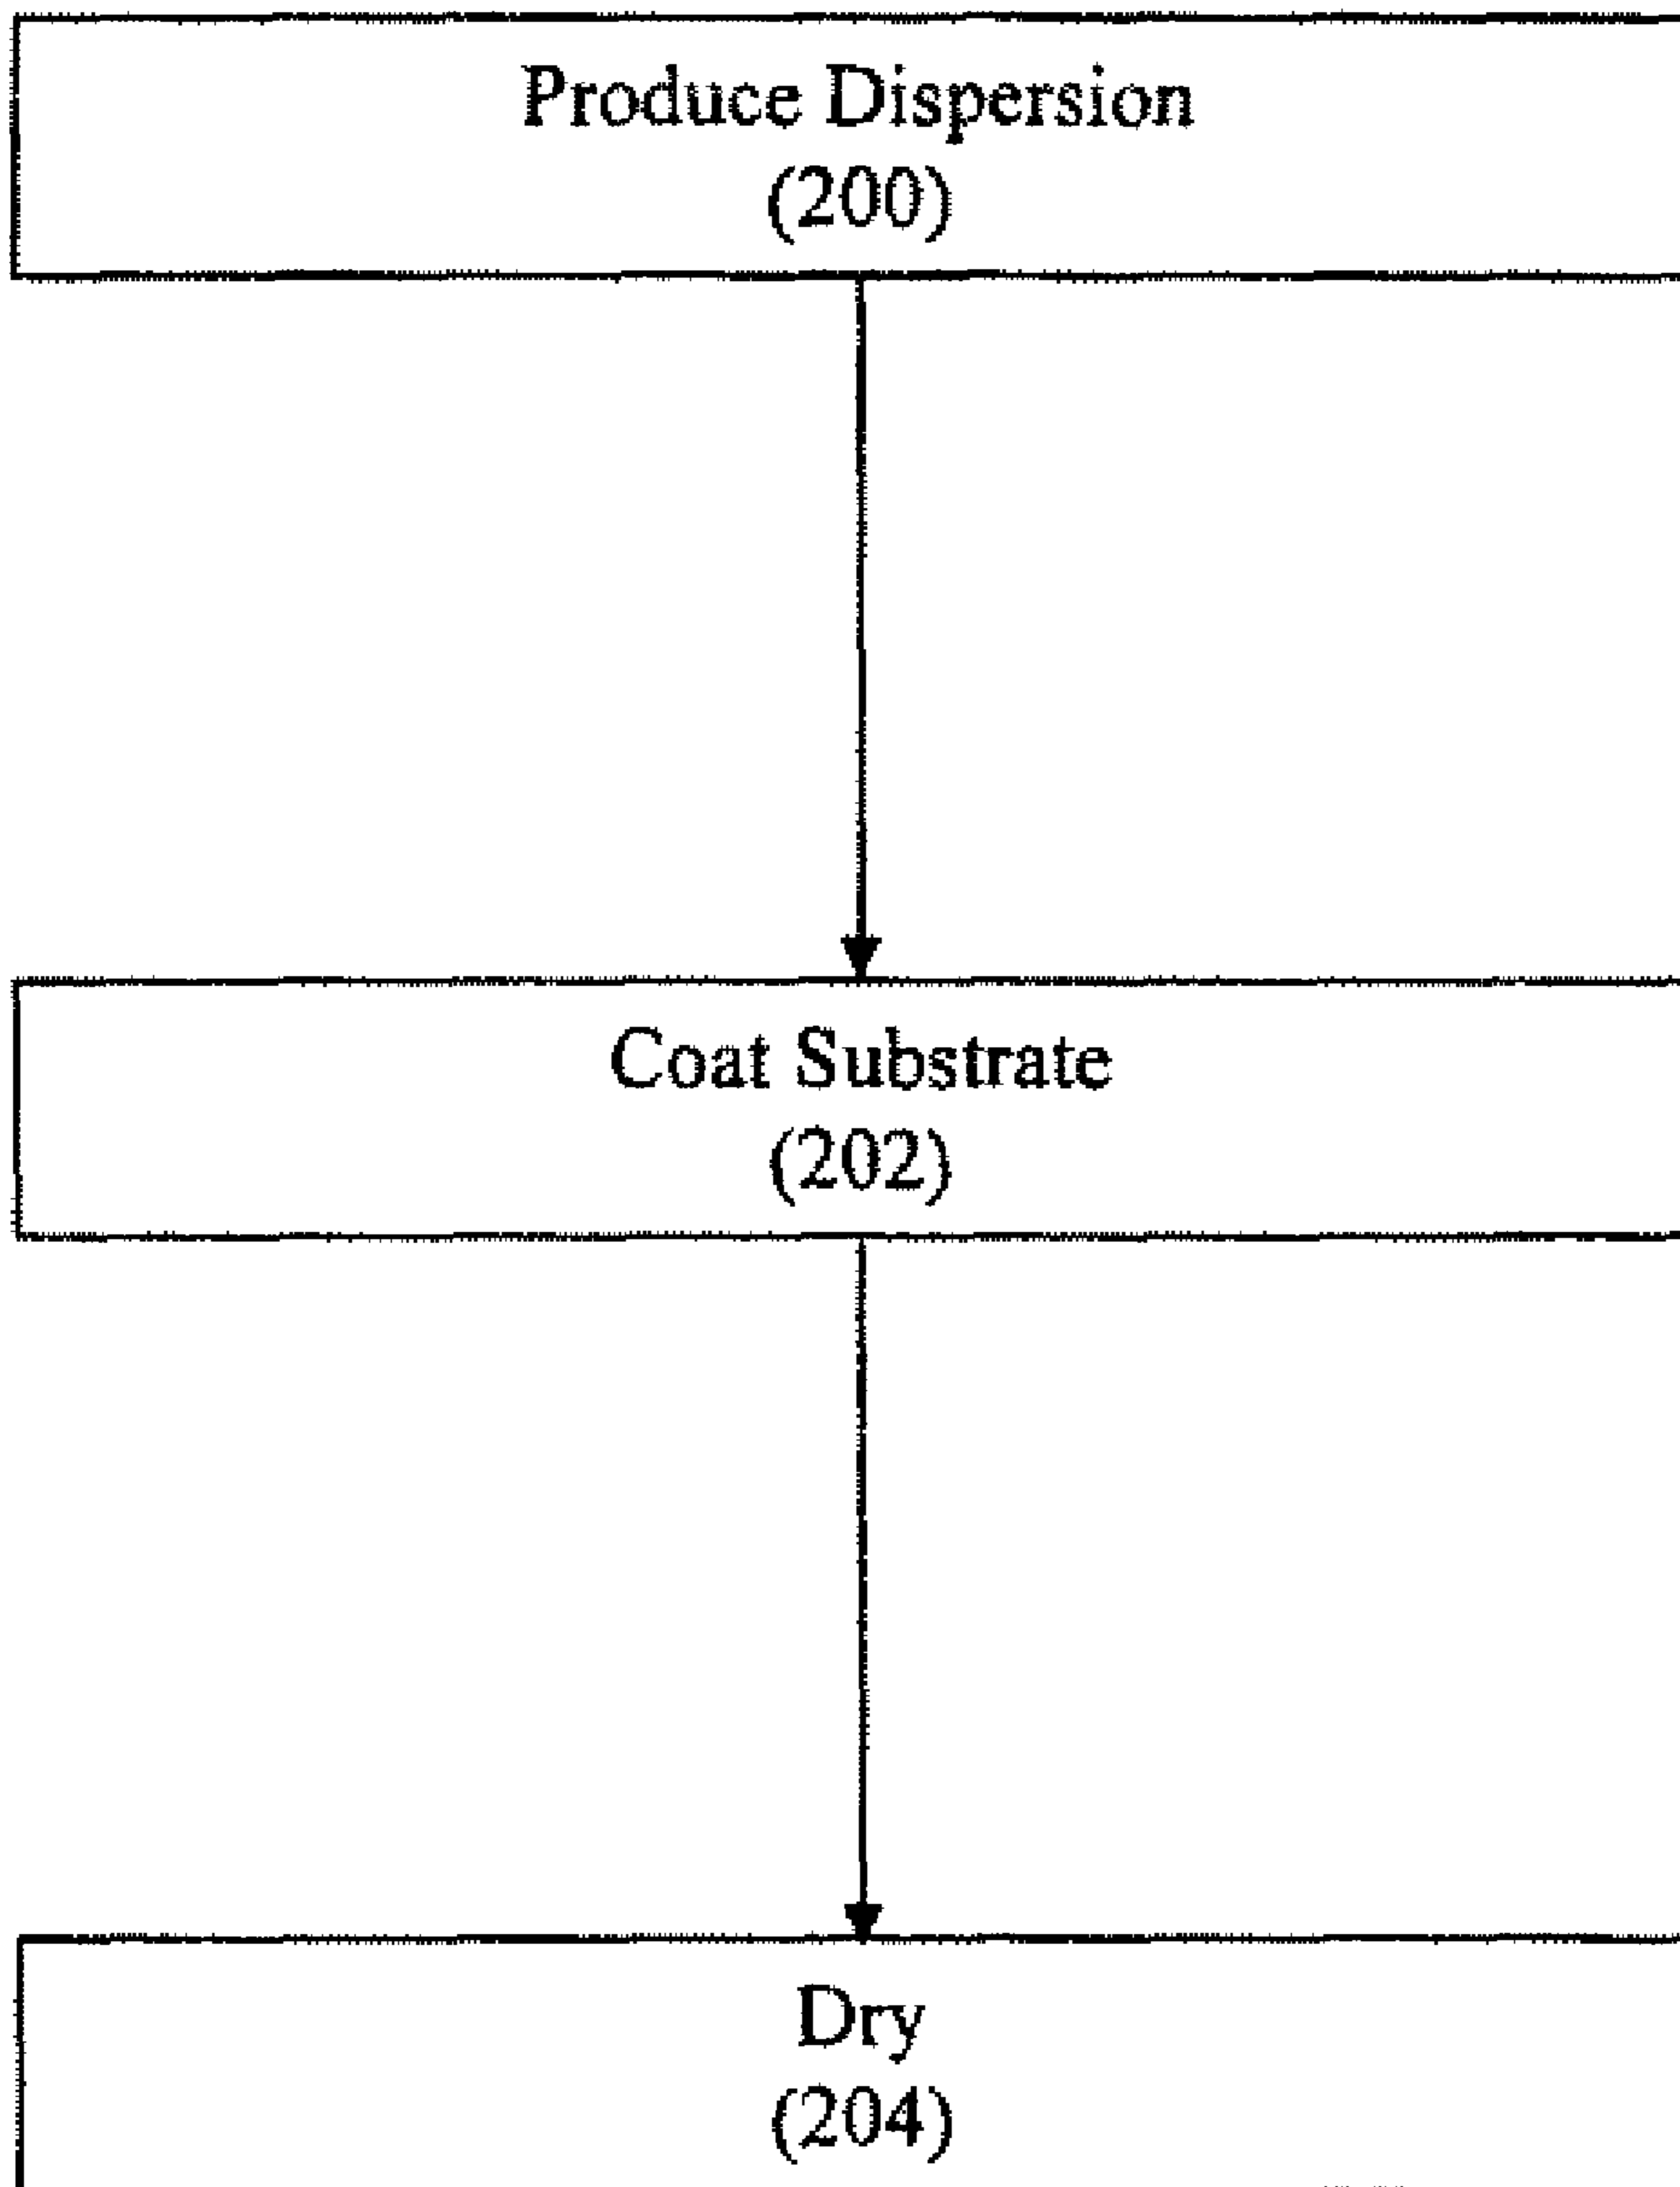 Produce Dispersion
(200)
Coat Substrate
(202)
Dry
(204)